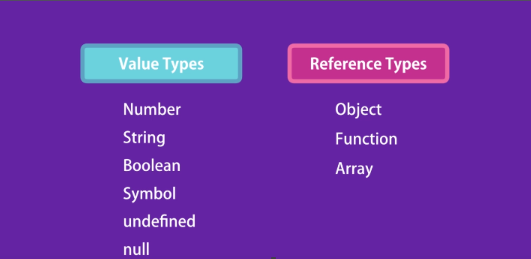 Value Types
Number
String
Boolean
Symbol
undefined
null
Reference Types
Object
Function
Array